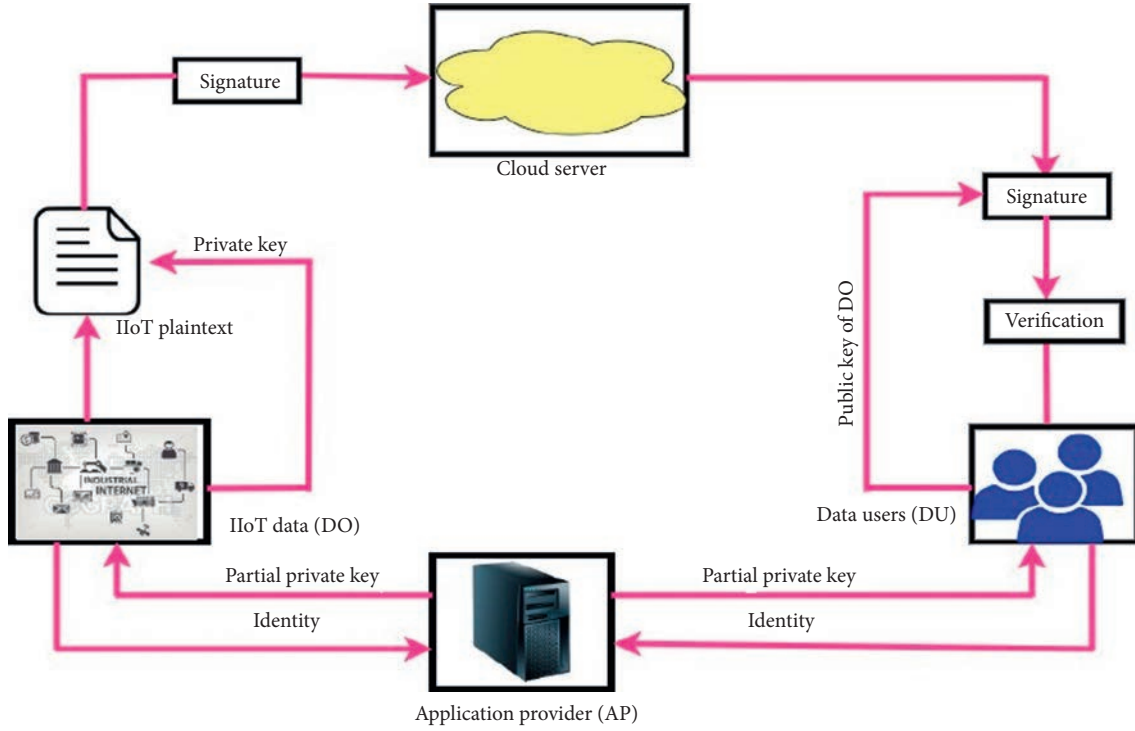 Signature
Cloud server
Signature
Private key
IIoT plaintext
Public key of DO
Verification
INDUSTRIAL
INTERNET
IIoT data (DO)
Data users (DU)
Partial private key
Partial private key
Identity
Identity
Application provider (AP)